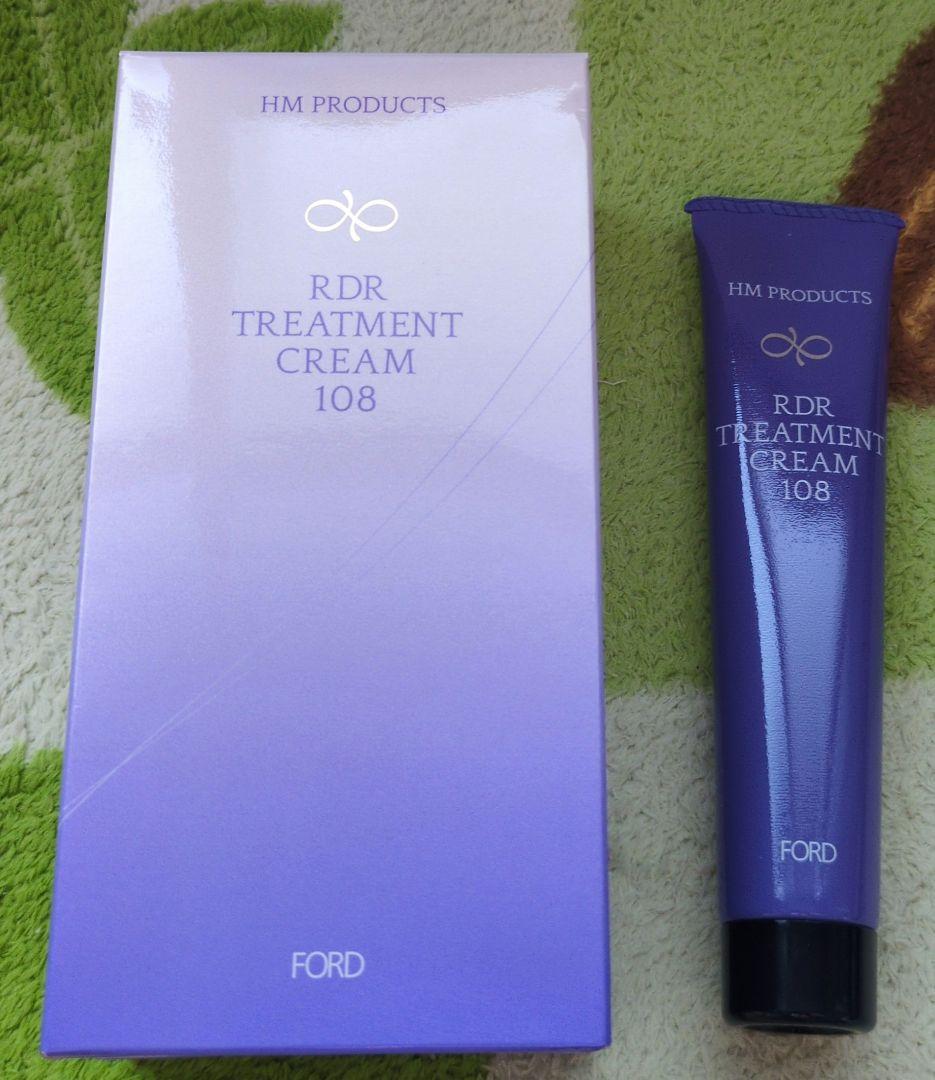 HM PRODUCTS
RDR
TREATMENT
CREAM
108
FORD
HM PRODUCTS
RDR
TREATMENT
CREAM
108
FORD